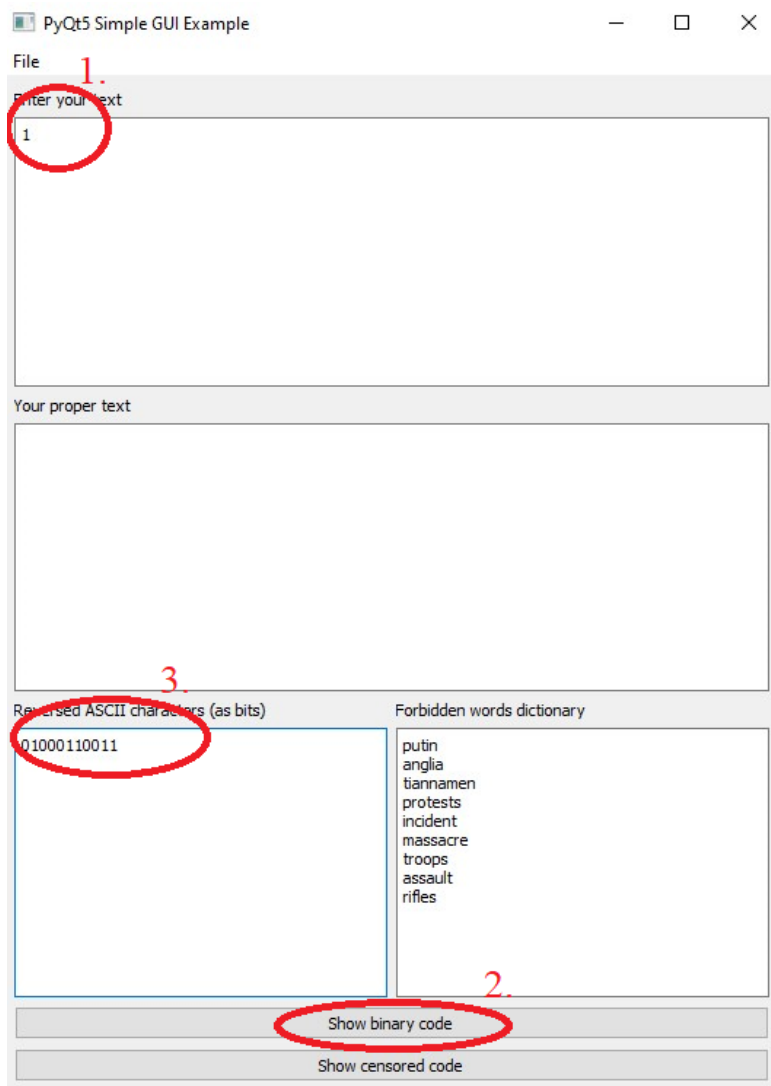 PyQt5 Simple GUI Example
File
1.
Enter your text
1
Your proper text
3.
Reversed ASCII characters (as bits)
01000110011
Forbidden words dictionary
putin
anglia
tiannamen
protests
incident
massacre
troops
assault
rifles
2.
Show binary code
Show censored code